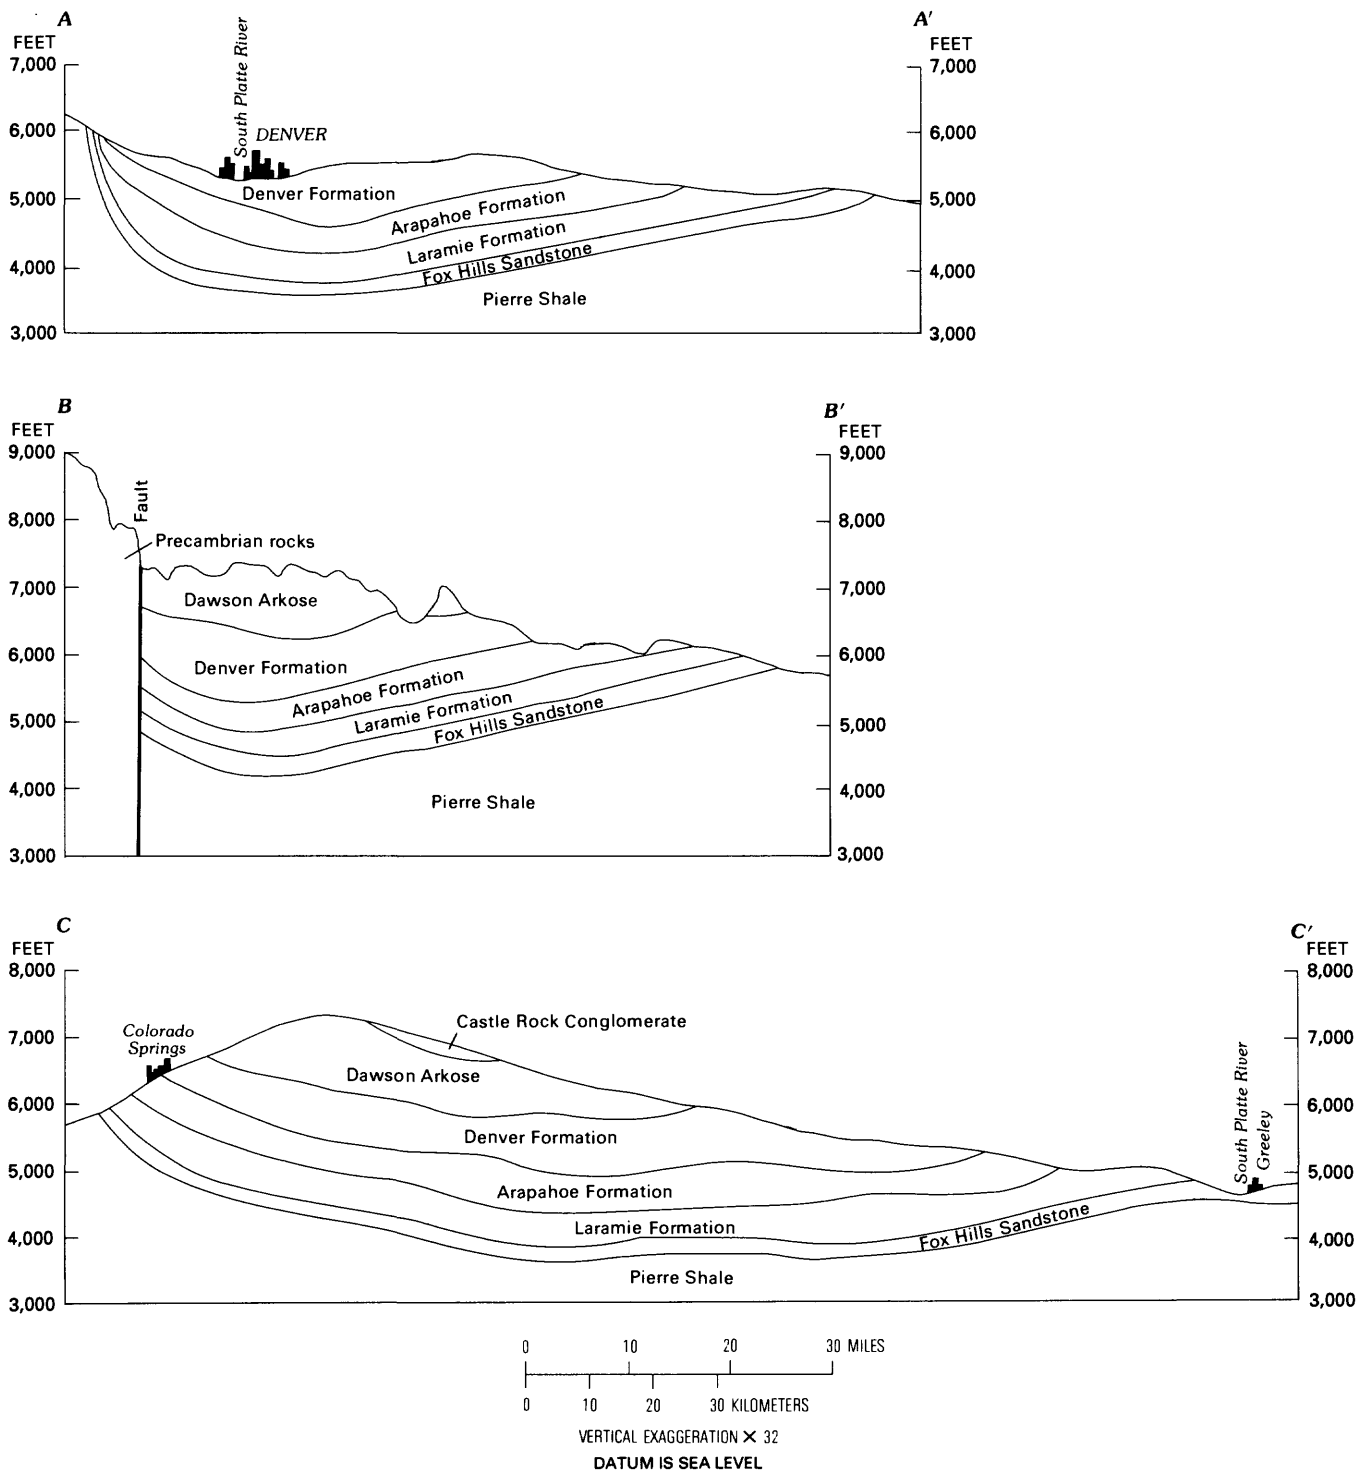 A
A'
FEET
FEET
7,000
7,000
South Platte River
DENVER
6,000
6,000
Denver Formation
5,000
5,000
Arapahoe Formation
Laramie Formation
Fox Hills Sandstone
4,000
4,000
Pierre Shale
3,000
3,000
B
B'
FEET
FEET
9,000
9,000
Fault
8,000
8,000
Precambrian rocks
7,000
7,000
Dawson Arkose
6,000
6,000
Denver Formation
Arapahoe Formation
Laramie Formation
Fox Hills Sandstone
5,000
5,000
4,000
4,000
Pierre Shale
3,000
3,000
C
C'
FEET
FEET
8,000
8,000
Castle Rock Conglomerate
Colorado
Springs
7,000
7,000
Dawson Arkose
South Platte River
Greeley
6,000
6,000
Denver Formation
5,000
5,000
Arapahoe Formation
Laramie Formation
Fox Hills Sandstone
4,000
4,000
Pierre Shale
3,000
3,000
0 10 20 30 MILES
0 10 20 30 KILOMETERS
VERTICAL EXAGGERATION × 32
DATUM IS SEA LEVEL